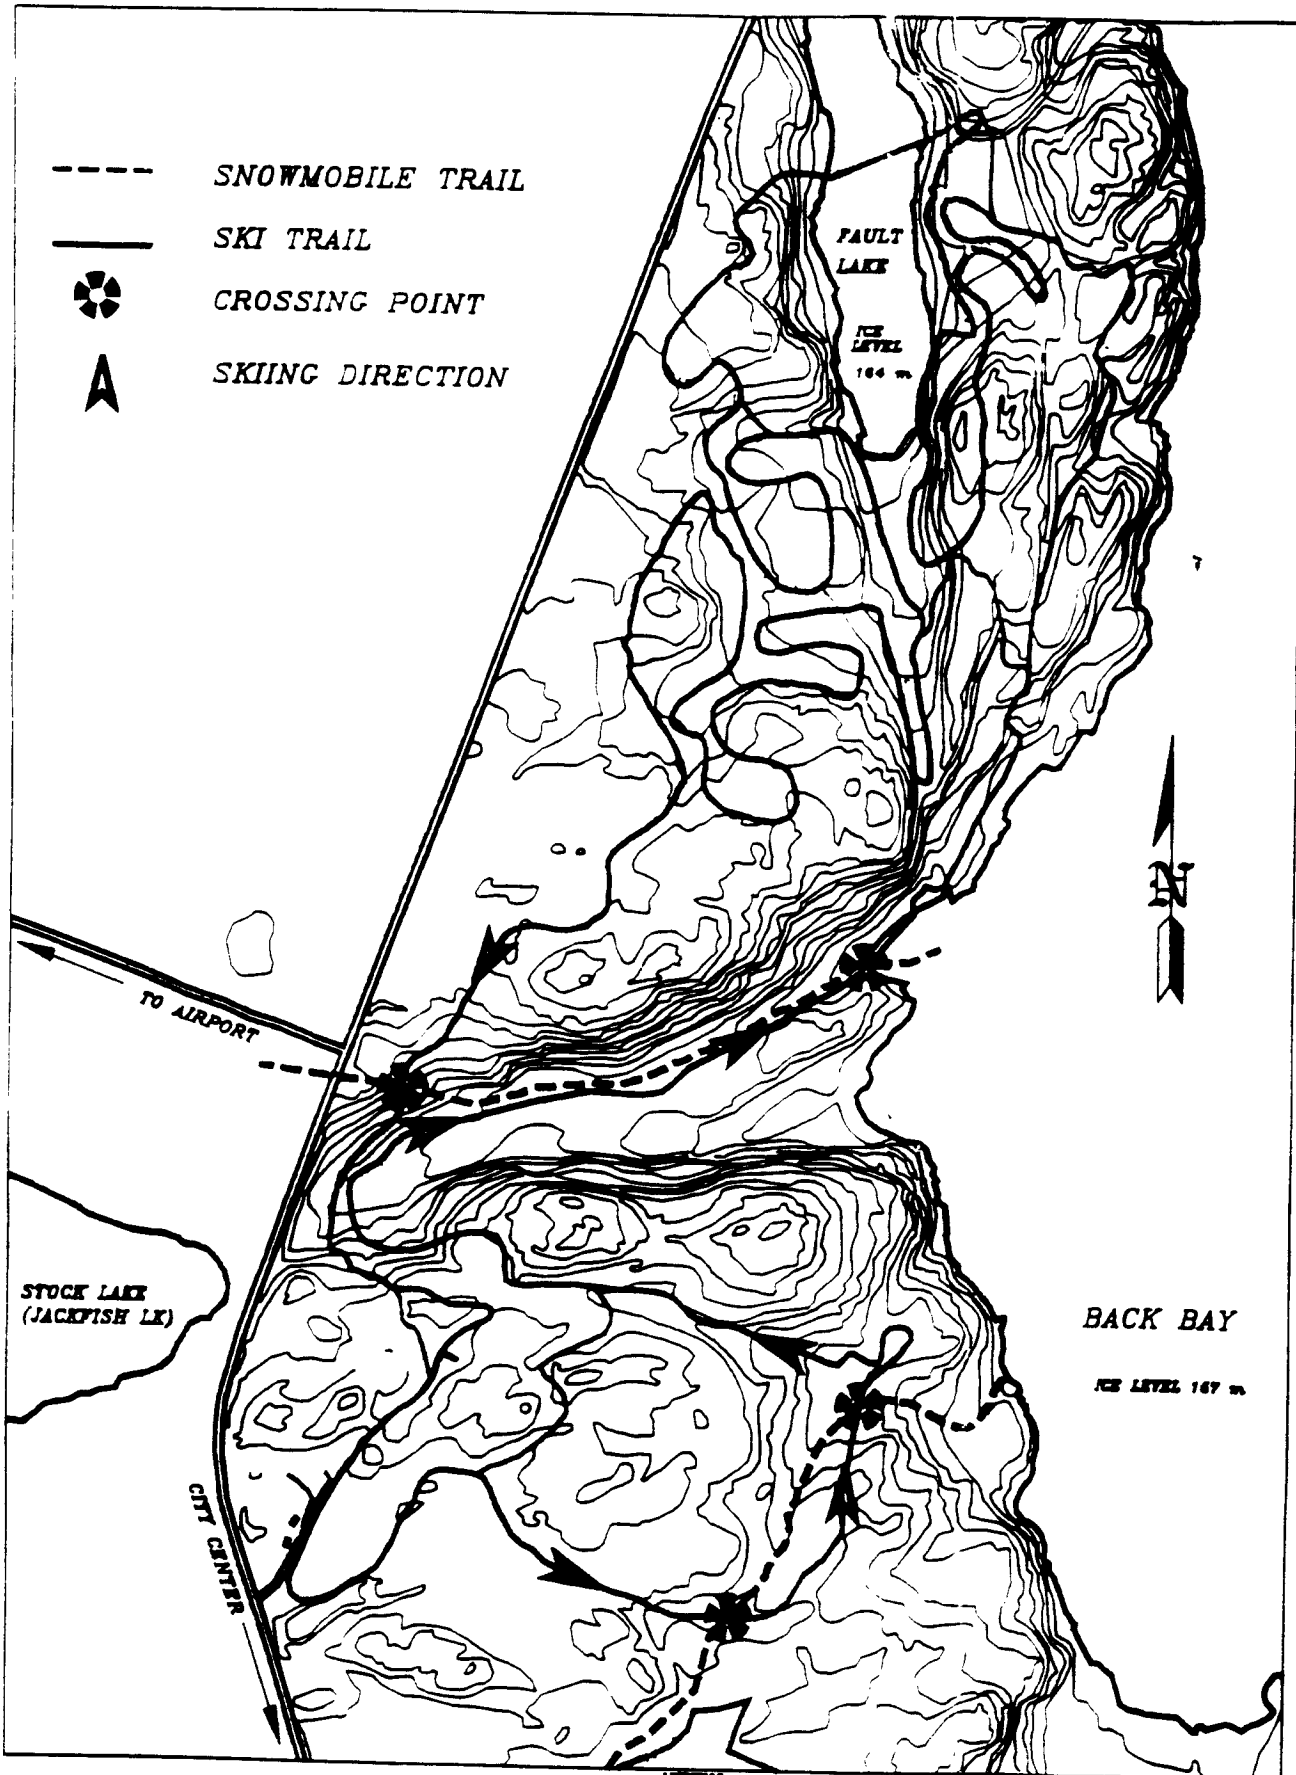 SNOWMOBILE TRAIL
SKI TRAIL
CROSSING POINT
SKIING DIRECTION
FAULT
LAKE
ICE
LEVEL
164 m
N
TO AIRPORT
STOCK LAKE
(JACKFISH LK)
BACK BAY
ICE LEVEL 167 m
CITY CENTER